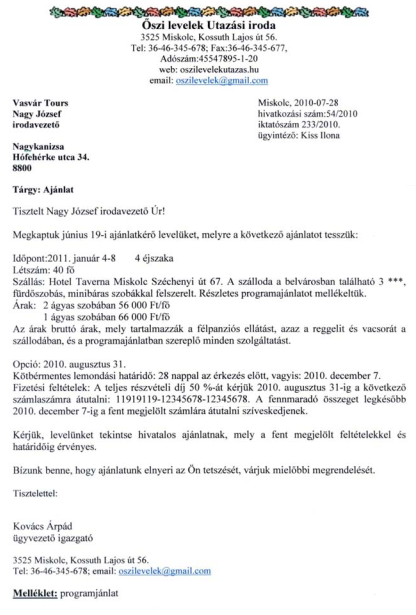 Őszi levelek Utazási iroda
3525 Miskolc, Kossuth Lajos út 56.
Tel: 36-46-345-678; Fax:36-46-345-677,
Adószám:45547895-1-20
web: oszilevelekutazas.hu
email: oszilevelek@gmail.com
Vasvár Tours
Nagy József
irodavezető
Miskolc, 2010-07-28
hivatkozási szám:54/2010
iktatószám 233/2010.
ügyintéző: Kiss Ilona
Nagykanizsa
Hófehérke utca 34.
8800
Tárgy: Ajánlat
Tisztelt Nagy József irodavezető Úr!
Megkaptuk június 19-i ajánlatkérő levelüket, melyre a következő ajánlatot tesszük:
Időpont:2011. január 4-8 4 éjszaka
Létszám: 40 fő
Szállás: Hotel Taverna Miskolc Széchenyi út 67. A szálloda a belvárosban található 3 ***,
fürdőszobás, minibáras szobákkal felszerelt. Részletes programajánlatot mellékeltük.
Árak: 2 ágyas szobában 56 000 Ft/fő
1 ágyas szobában 66 000 Ft/fő
Az árak bruttó árak, mely tartalmazzák a félpanziós ellátást, azaz a reggelit és vacsorát a
szállodában, és a programajánlatban szereplő minden szolgáltatást.
Opció: 2010. augusztus 31.
Kötbérmentes lemondási határidő: 28 nappal az érkezés előtt, vagyis: 2010. december 7.
Fizetési feltételek: A teljes részvételi díj 50 %-át kérjük 2010. augusztus 31-ig a következő
számlaszámra átutalni: 11919119-12345678-12345678. A fennmaradó összeget legkésőbb
2010. december 7-ig a fent megjelölt számlára átutalni szíveskedjenek.
Kérjük, levelünket tekintse hivatalos ajánlatnak, mely a fent megjelölt feltételekkel és
határidőig érvényes.
Bízunk benne, hogy ajánlatunk elnyeri az Ön tetszését, várjuk mielőbbi megrendelését.
Tisztelettel:
Kovács Árpád
ügyvezető igazgató
3525 Miskolc, Kossuth Lajos út 56.
Tel: 36-46-345-678; email: oszilevelek@gmail.com
Melléklet: programjánlat